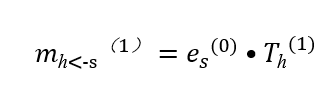 m_{h<-s}^{（1）} = e_s^{(0)} • T_h^{(1)}